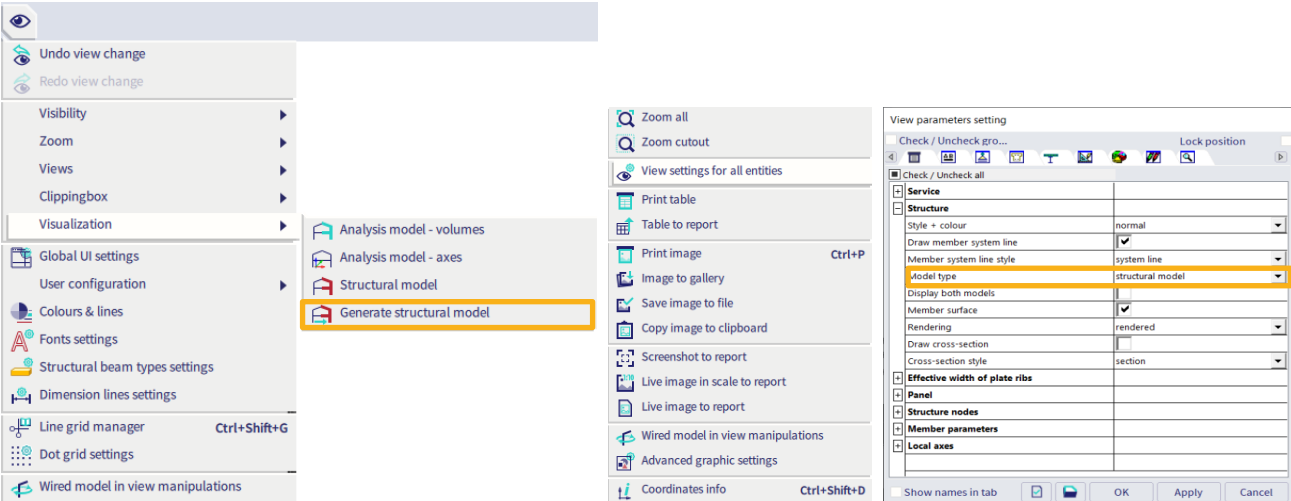 Undo view change
Redo view change
Visibility
Zoom
Views
Clippingbox
Visualization
Global UI settings
User configuration
Colours & lines
Fonts settings
Structural beam types settings
Dimension lines settings
Line grid manager Ctrl+Shift+G
Dot grid settings
Wired model in view manipulations
Analysis model - volumes
Analysis model - axes
Structural model
Generate structural model
Zoom all
Zoom cutout
View settings for all entities
Print table
Table to report
Print image Ctrl+P
Image to gallery
Save image to file
Copy image to clipboard
Screenshot to report
Live image in scale to report
Live image to report
Wired model in view manipulations
Advanced graphic settings
Coordinates info Ctrl+Shift+D
View parameters setting
Check / Uncheck gro... Lock position
Check / Uncheck all
Service
Structure
Style + colour normal
Draw member system line
Member system line style system line
Model type structural model
Display both models
Member surface
Rendering rendered
Draw cross-section
Cross-section style section
Effective width of plate ribs
Panel
Structure nodes
Member parameters
Local axes
Show names in tab OK Apply Cancel